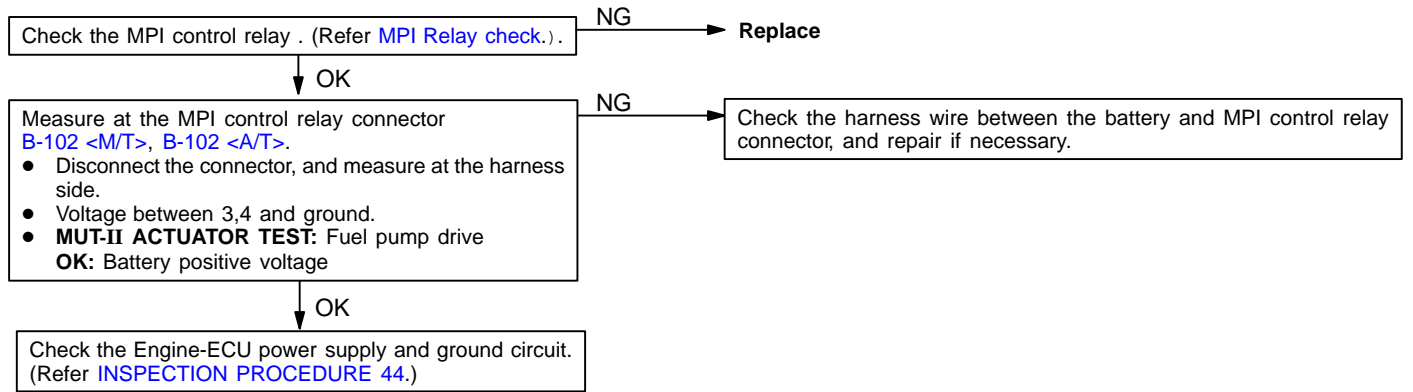 NG
Check the MPI control relay . (Refer MPI Relay check.). 
Replace
OK
Measure at the MPI control relay connector
B-102 <M/T>, B-102 <A/T>.
● Disconnect the connector, and measure at the harness
side.
● Voltage between 3,4 and ground.
● MUT-II ACTUATOR TEST: Fuel pump drive
OK: Battery positive voltage
NG
Check the harness wire between the battery and MPI control relay
connector, and repair if necessary.
OK
Check the Engine-ECU power supply and ground circuit.
(Refer INSPECTION PROCEDURE 44.)